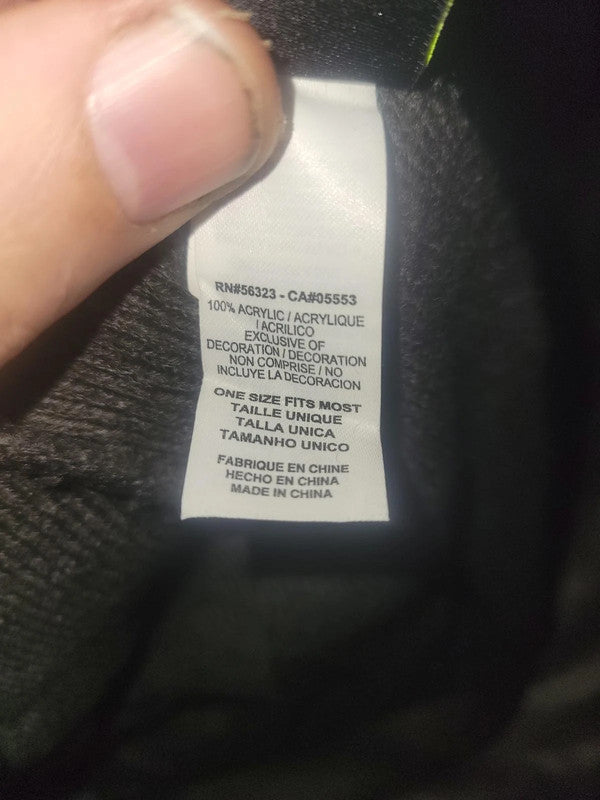 RN#56323 - CA#05553
100% ACRYLIC / ACRYLIQUE
/ ACRILICO
EXCLUSIVE OF
DECORATION / DECORATION
NON COMPRISE / NO
INCLUYE LA DECORACION
ONE SIZE FITS MOST
TAILLE UNIQUE
TALLA UNICA
TAMANHO UNICO
FABRIQUE EN CHINE
HECHO EN CHINA
MADE IN CHINA